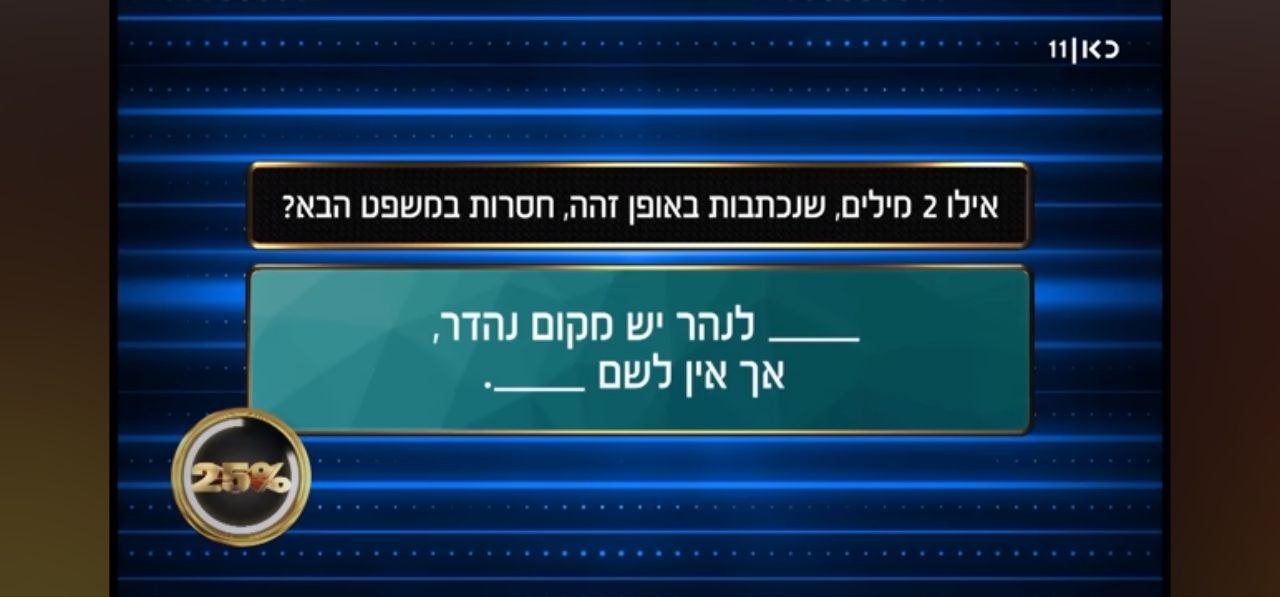 כאן|11
אילו 2 מילים, שנכתבות באופן זהה, חסרות במשפט הבא?
____ לנהר יש מקום נהדר,
אך אין לשם ____.
25%